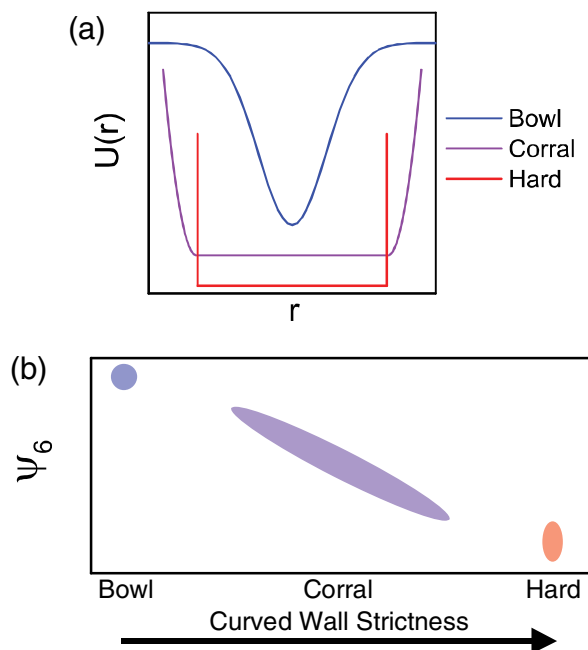 (a)
U(r)
Bowl
Corral
Hard
r
(b)
Ψ6
Bowl Corral Hard
Curved Wall Strictness